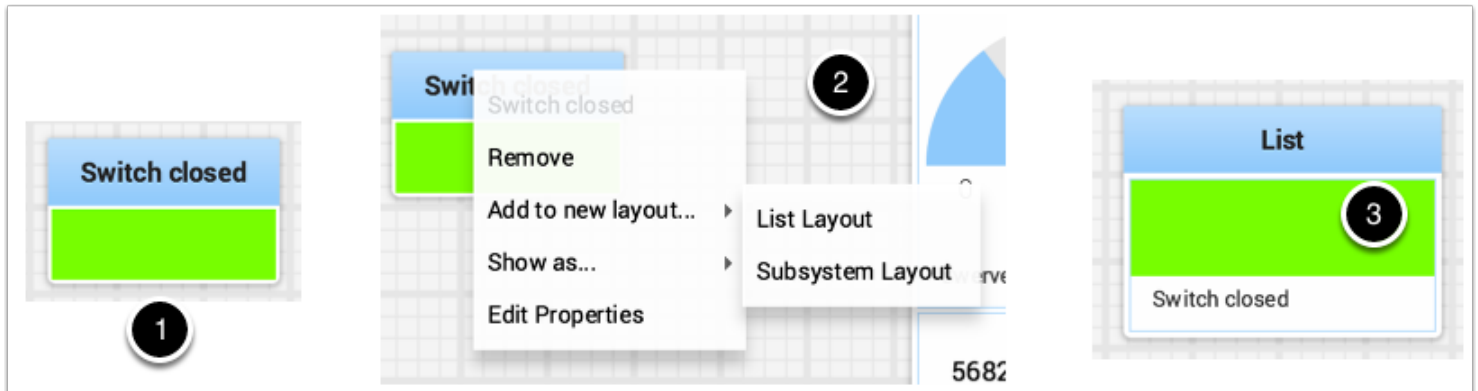 Switch closed
1
Switch closed
Switch closed
Remove
Add to new layout...
Show as...
Edit Properties
List Layout
Subsystem Layout
2
0
5682
List
3
Switch closed